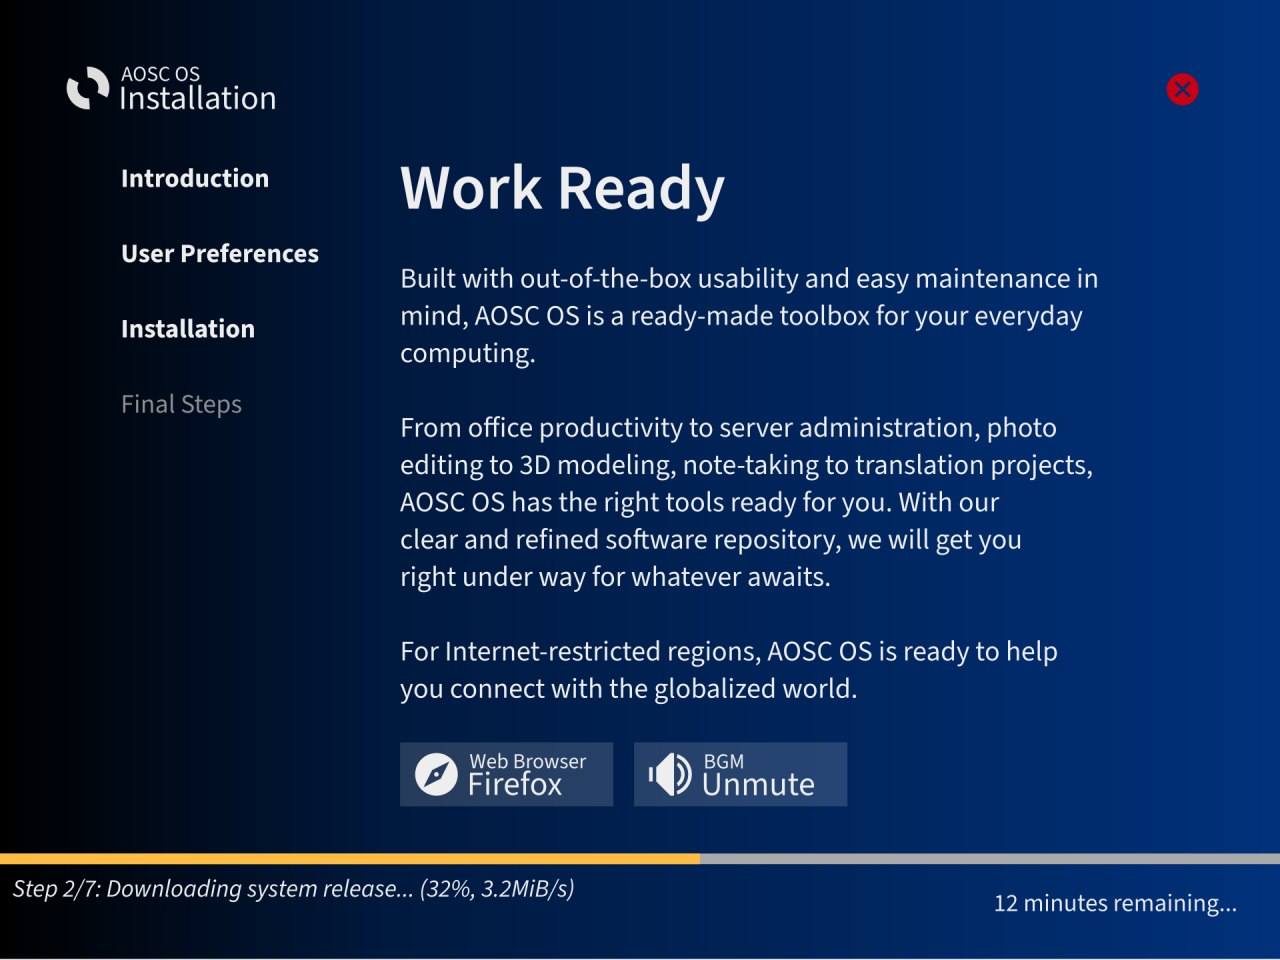 AOSC OS
Installation
Introduction
User Preferences
Installation
Final Steps
Work Ready
Built with out-of-the-box usability and easy maintenance in
mind, AOSC OS is a ready-made toolbox for your everyday
computing.
From office productivity to server administration, photo
editing to 3D modeling, note-taking to translation projects,
AOSC OS has the right tools ready for you. With our
clear and refined software repository, we will get you
right under way for whatever awaits.
For Internet-restricted regions, AOSC OS is ready to help
you connect with the globalized world.
Web Browser
Firefox
BGM
Unmute
Step 2/7: Downloading system release... (32%, 3.2MiB/s)
12 minutes remaining...